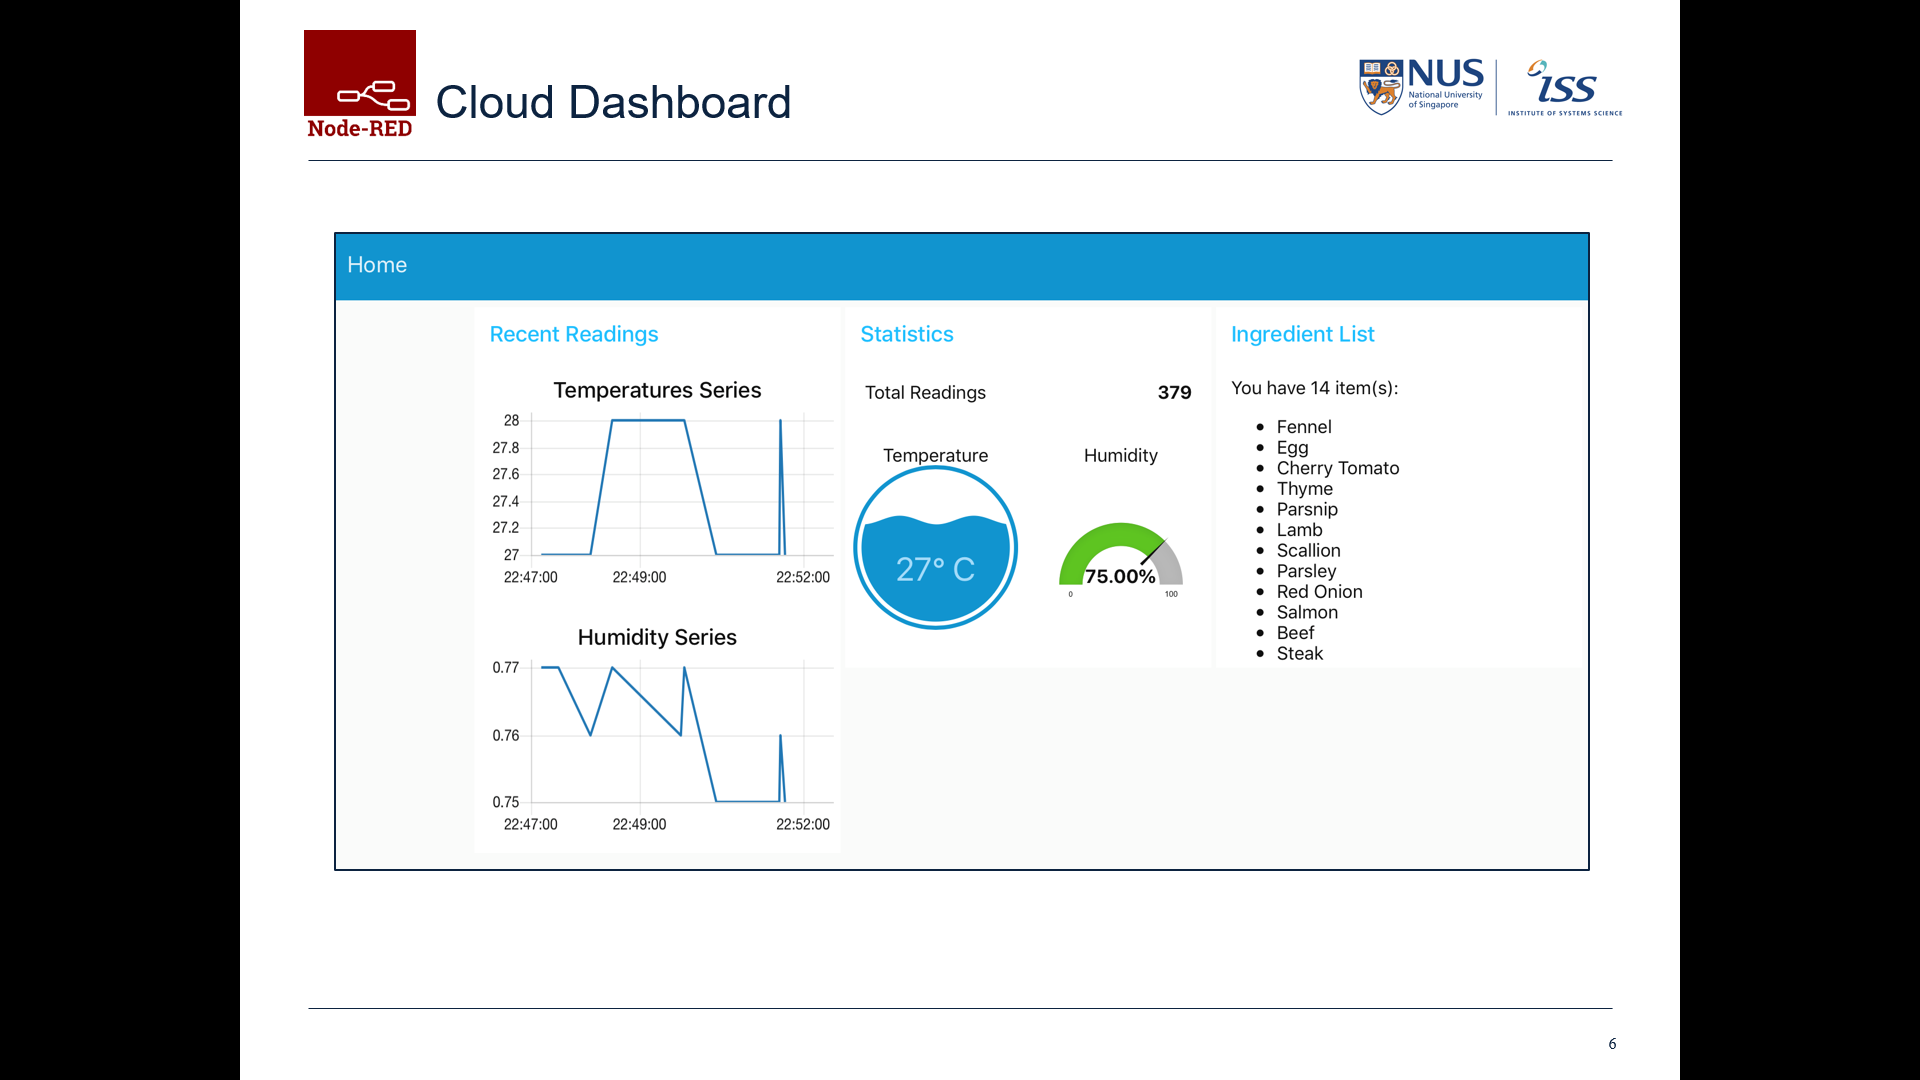 Node-RED
Cloud Dashboard
NUS
National University
of Singapore
iss
INSTITUTE OF SYSTEMS SCIENCE
Home
Recent Readings
Temperatures Series
28
27.8
27.6
27.4
27.2
27
22:47:00 22:49:00 22:52:00
Humidity Series
0.77
0.76
0.75
22:47:00 22:49:00 22:52:00
Statistics
Total Readings 379
Temperature Humidity
27° C
75.00%
0 100
Ingredient List
You have 14 item(s):
• Fennel
• Egg
• Cherry Tomato
• Thyme
• Parsnip
• Lamb
• Scallion
• Parsley
• Red Onion
• Salmon
• Beef
• Steak
6